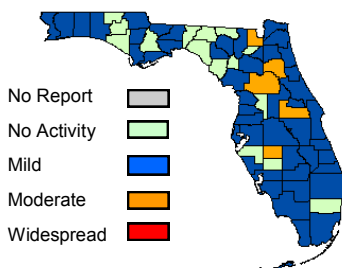 No Report
No Activity
Mild
Moderate
Widespread